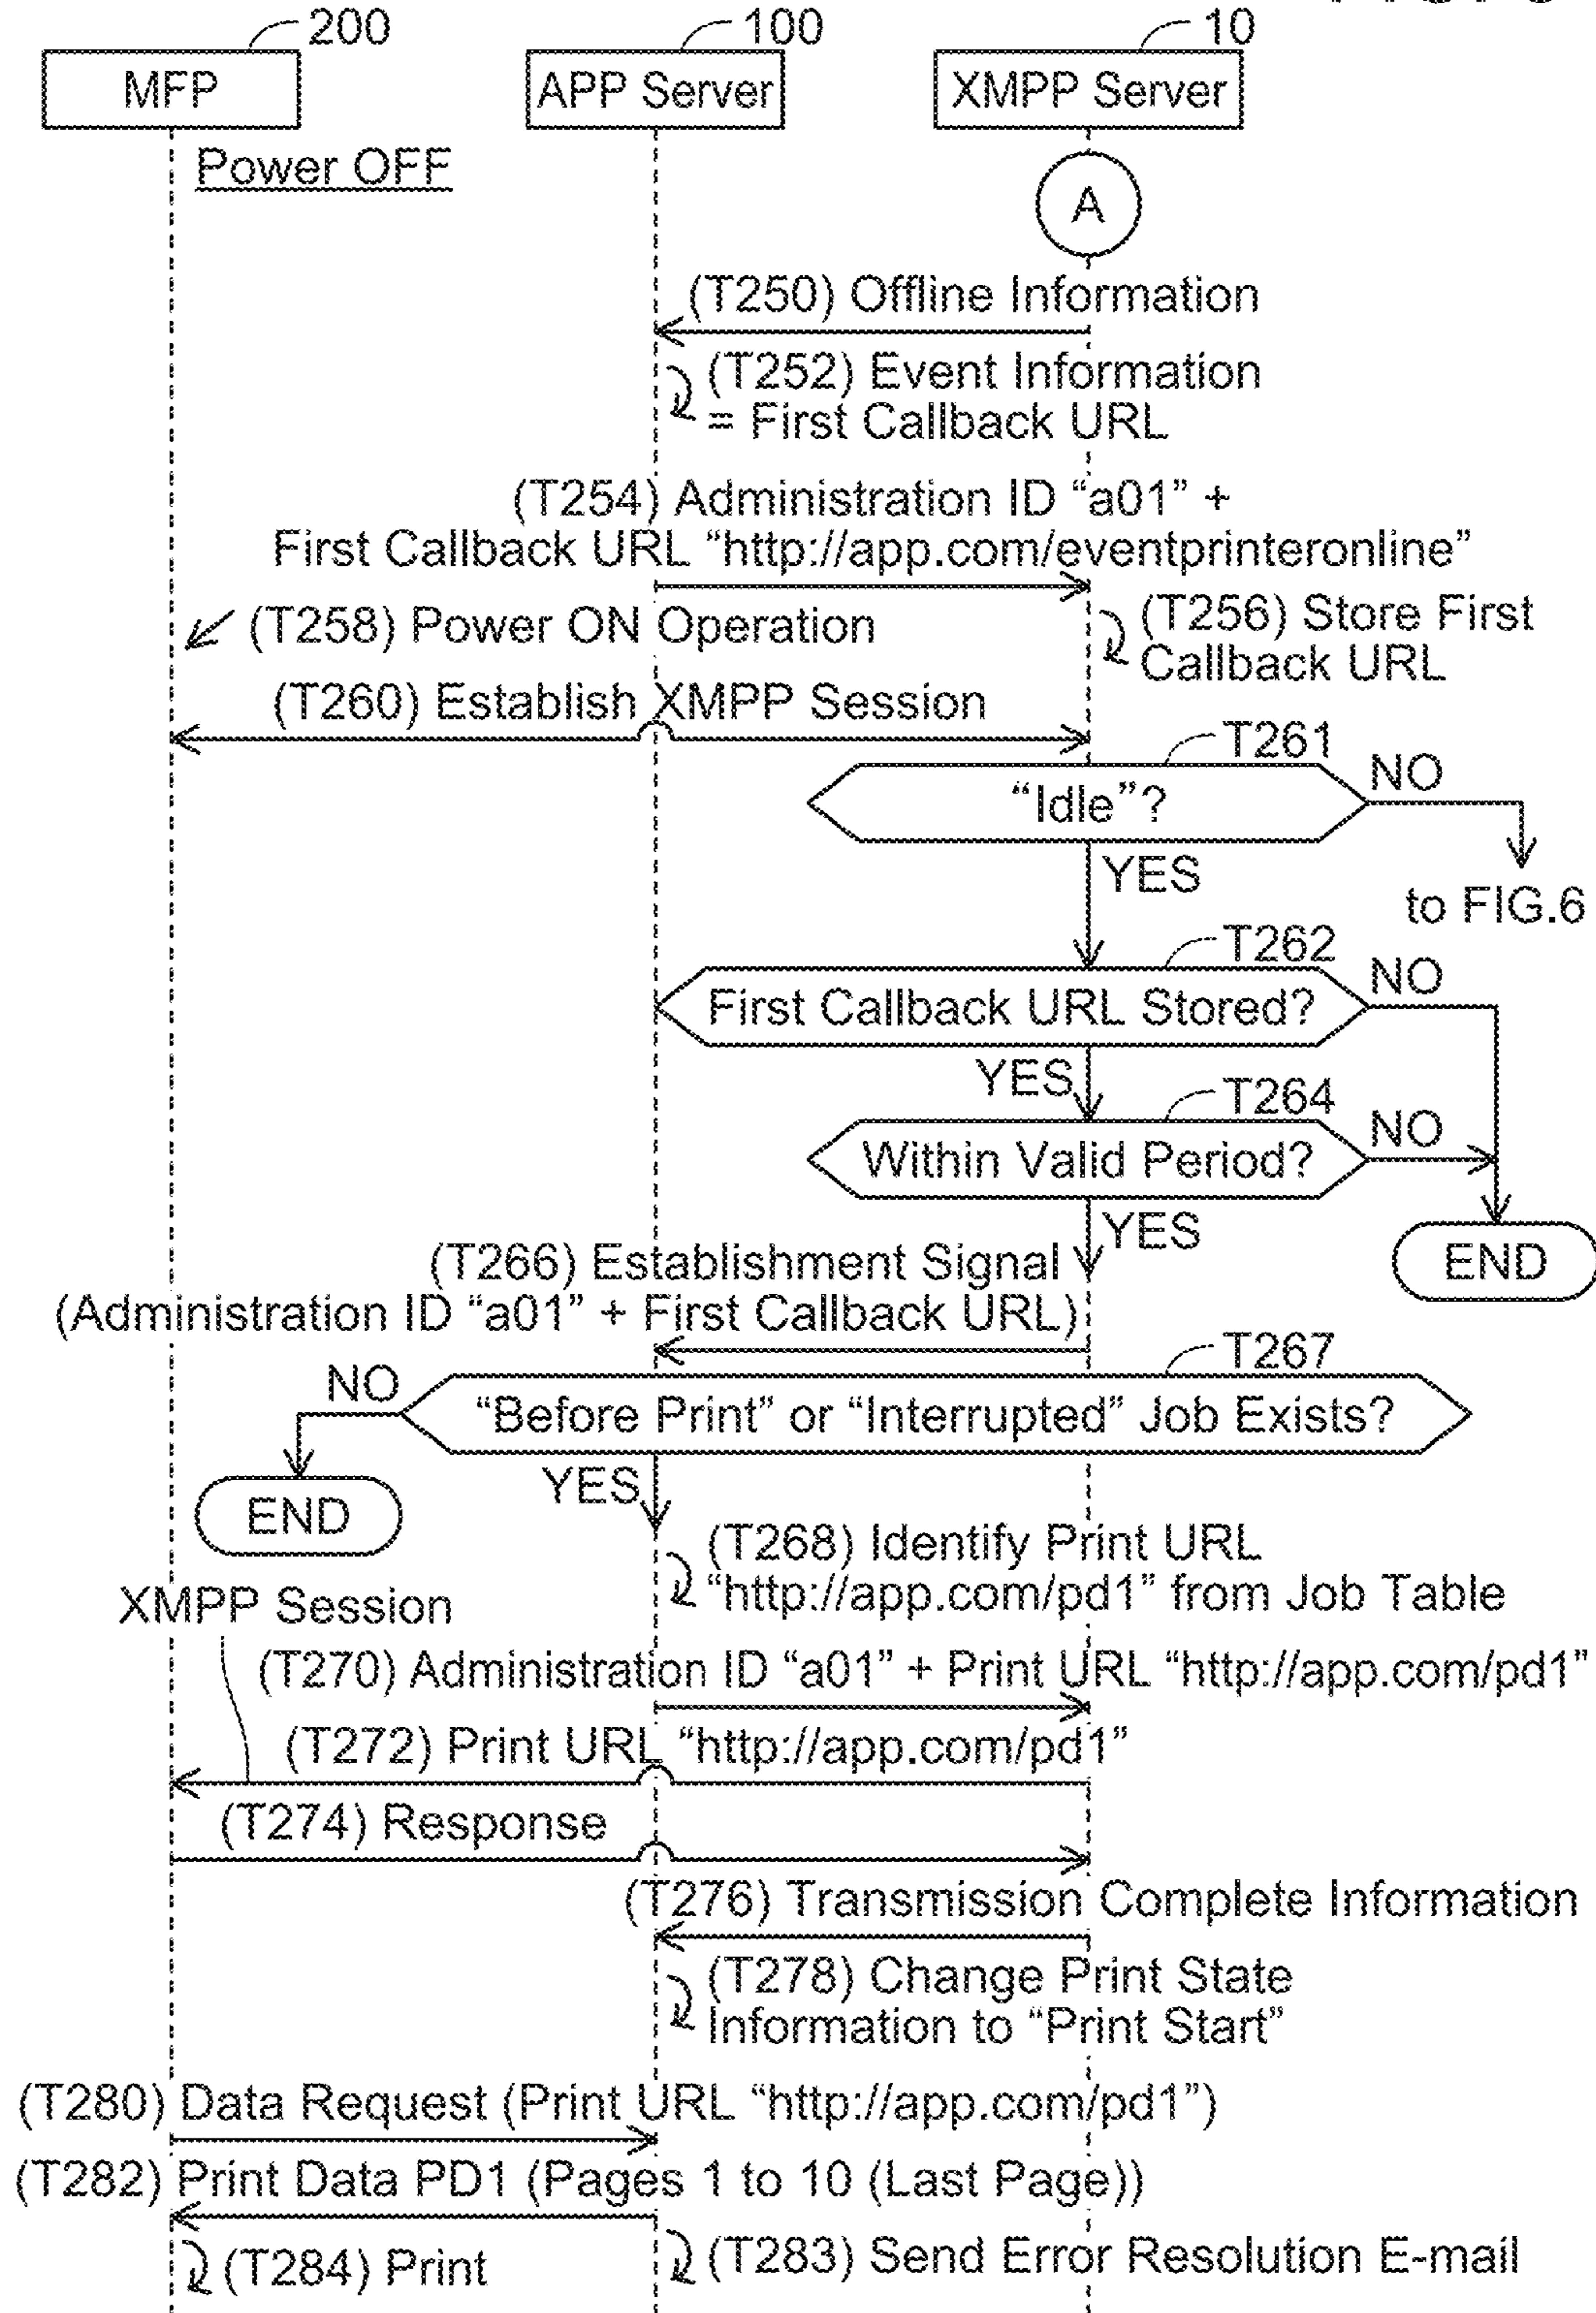 200
100
10
MFP
APP Server
XMPP Server
Power OFF
A
(T250) Offline Information
(T252) Event Information
= First Callback URL
(T254) Administration ID “a01” +
First Callback URL “http://app.com/eventprinteronline”
(T258) Power ON Operation
(T256) Store First
Callback URL
(T260) Establish XMPP Session
T261
“Idle”?
NO
YES
to FIG.6
T262
First Callback URL Stored?
NO
YES
T264
Within Valid Period?
NO
YES
END
(T266) Establishment Signal
(Administration ID “a01” + First Callback URL)
T267
NO
“Before Print” or “Interrupted” Job Exists?
YES
END
(T268) Identify Print URL
“http://app.com/pd1” from Job Table
XMPP Session
(T270) Administration ID “a01” + Print URL “http://app.com/pd1”
(T272) Print URL “http://app.com/pd1”
(T274) Response
(T276) Transmission Complete Information
(T278) Change Print State
Information to “Print Start”
(T280) Data Request (Print URL “http://app.com/pd1”)
(T282) Print Data PD1 (Pages 1 to 10 (Last Page))
(T284) Print
(T283) Send Error Resolution E-mail